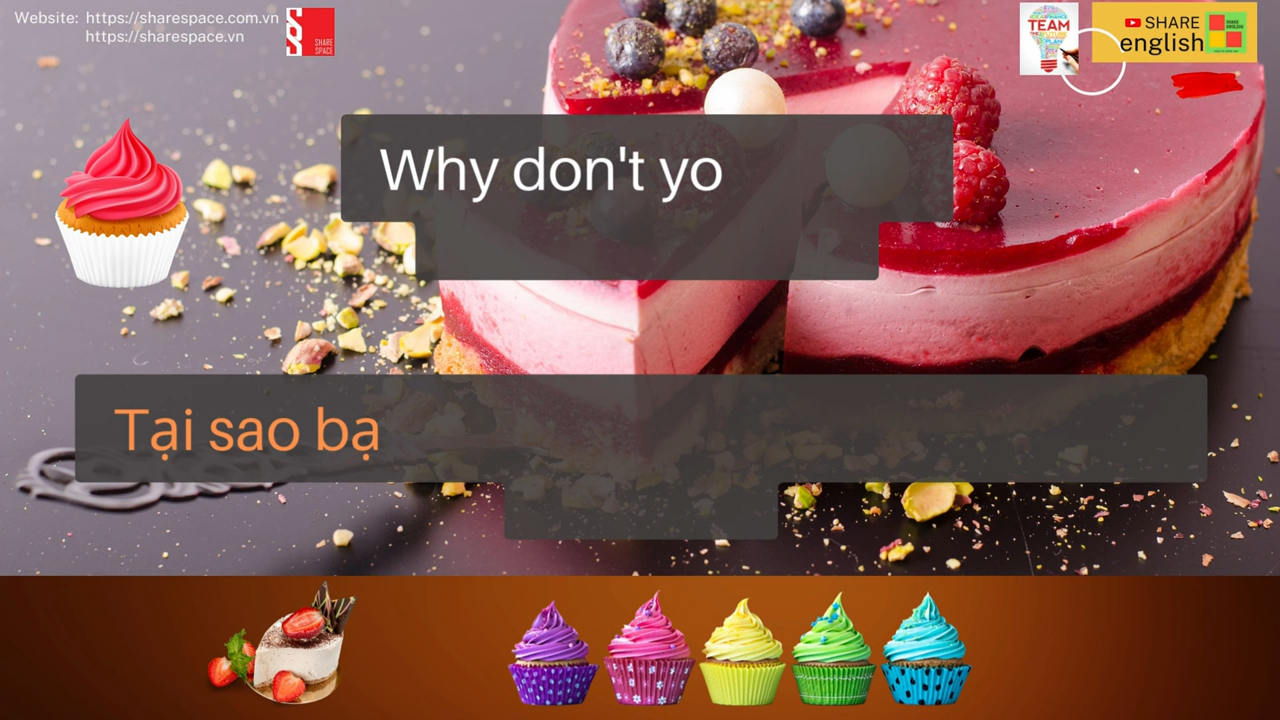 Website: https://sharespace.com.vn
https://sharespace.vn
SHARE
SPACE
TEAM
PLAN
SHARE
english
Why don't yo
Tại sao bạ